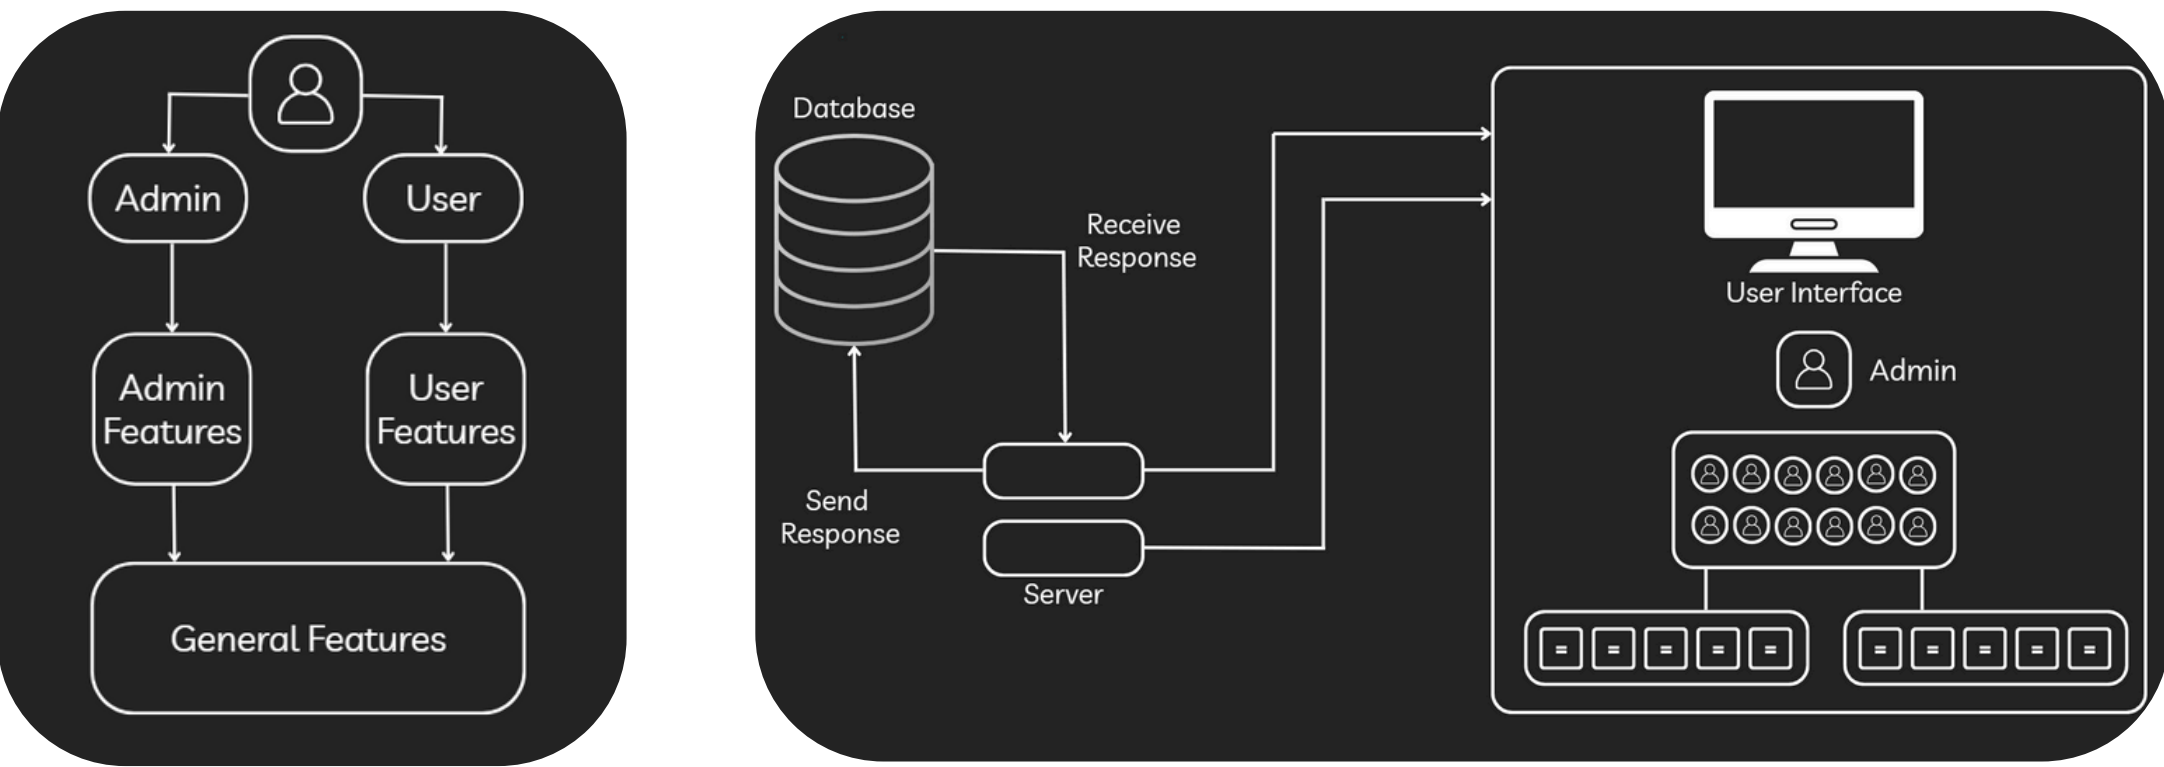 Admin
User
Admin
Features
User
Features
General Features
Database
Receive
Response
Send
Response
Server
User Interface
Admin
= = = = =
= = = = =